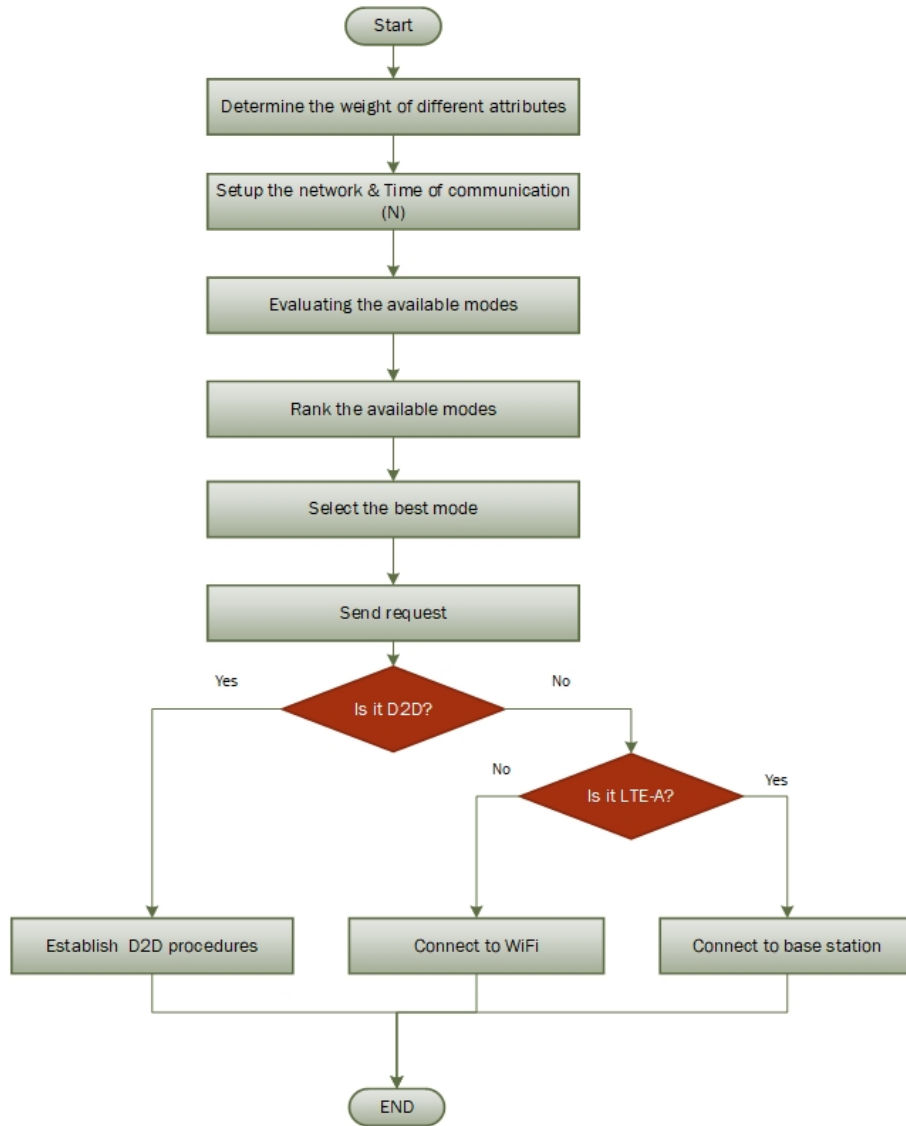 Start
Determine the weight of different attributes
Setup the network & Time of communication
(N)
Evaluating the available modes
Rank the available modes
Select the best mode
Send request
Yes
No
Is it D2D?
No
Yes
Is it LTE-A?
Establish D2D procedures
Connect to WiFi
Connect to base station
END